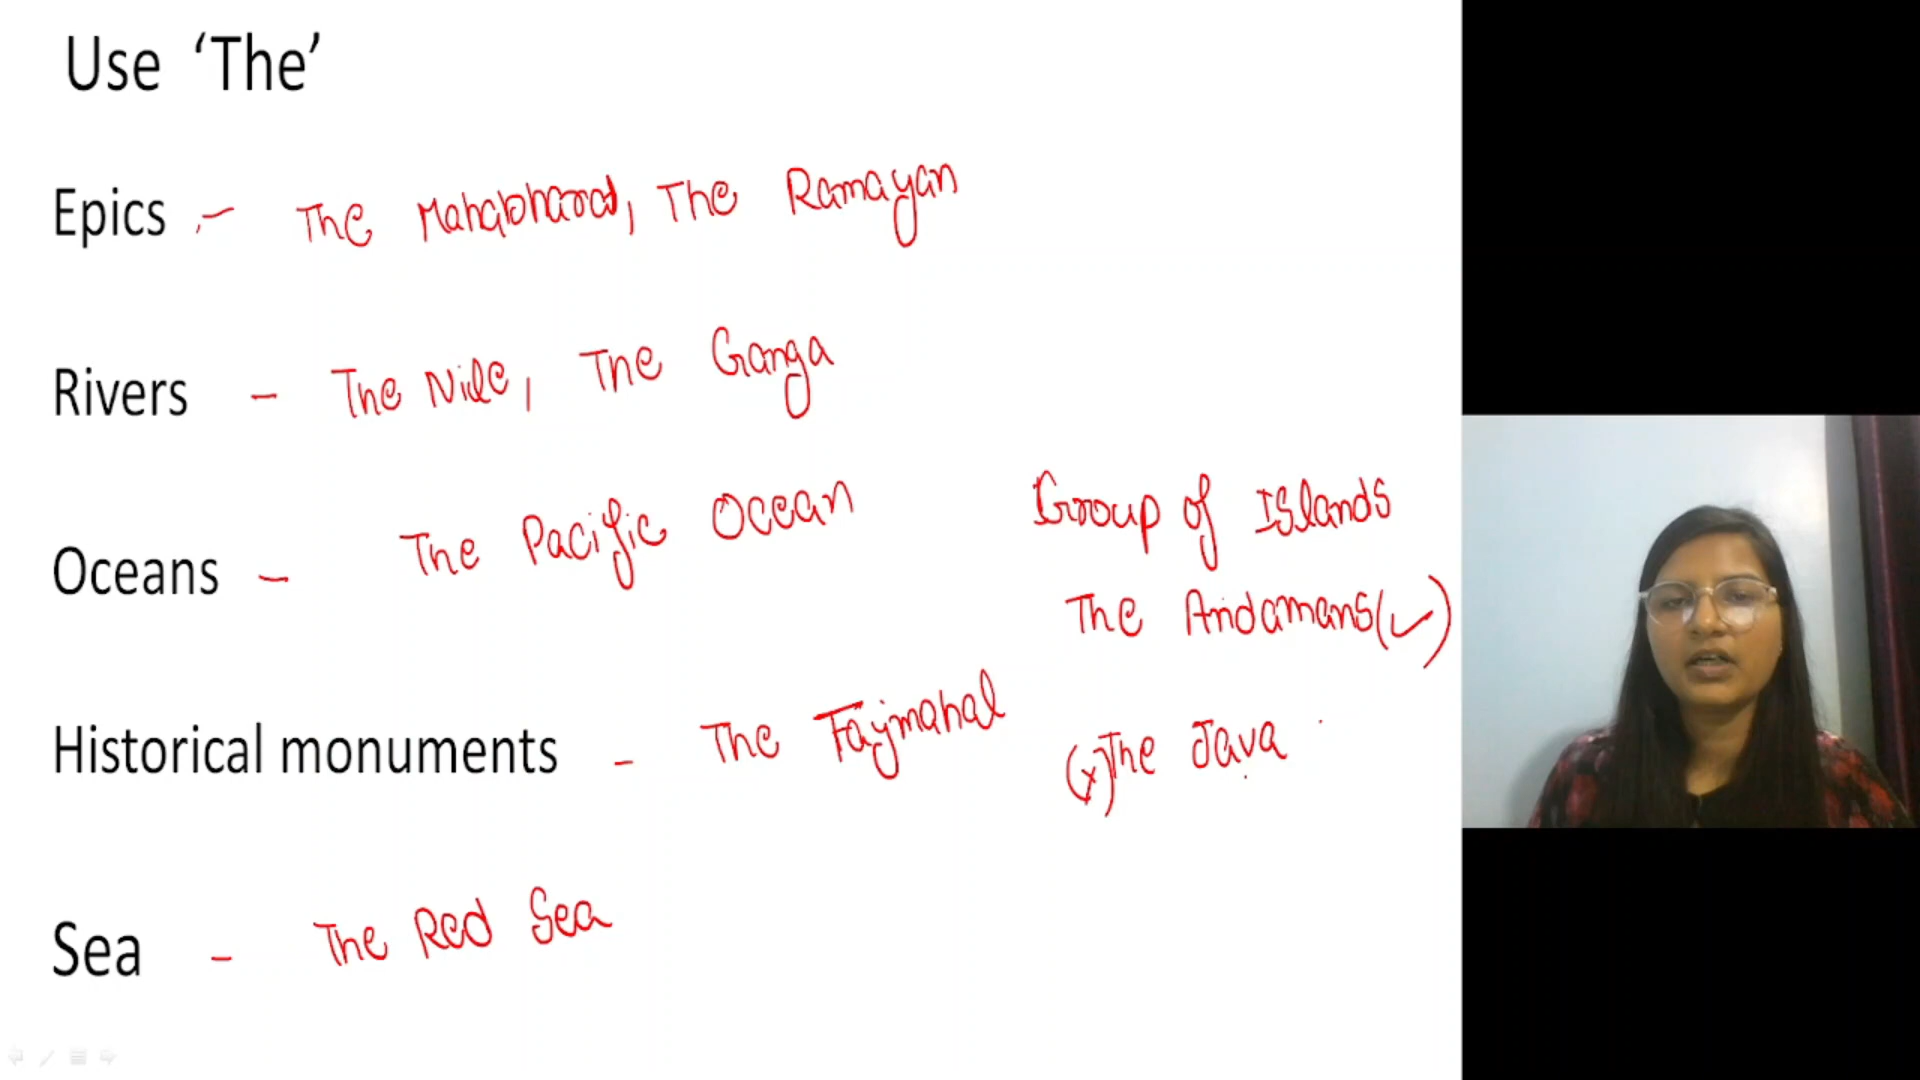 Use ‘The’
Epics - The Mahabharat, The Ramayan
Rivers - The Nile, The Ganga
Oceans - The Pacific Ocean
Group of Islands
The Andamans(✓)
Historical monuments - The Tajmahal
(x)The Java
Sea - The Red Sea